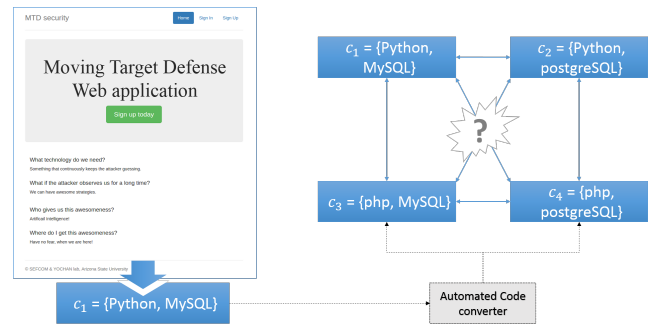 MTD security
Home Sign In Sign Up
Moving Target Defense
Web application
Sign up today
What technology do we need?
Something that continuously keeps the attacker guessing.
What if the attacker observes us for a long time?
We can have awesome strategies.
Who gives us this awesomeness?
Artificial Intelligence!
Where do I get this awesomeness?
Have no fear, when we are here!
© SEFCOM & YOCHAN lab, Arizona State University
c₁ = {Python, MySQL}
c₁ = {Python,
MySQL}
c₂ = {Python,
postgreSQL}
?
c₃ = {php, MySQL}
c₄ = {php,
postgreSQL}
Automated Code
converter